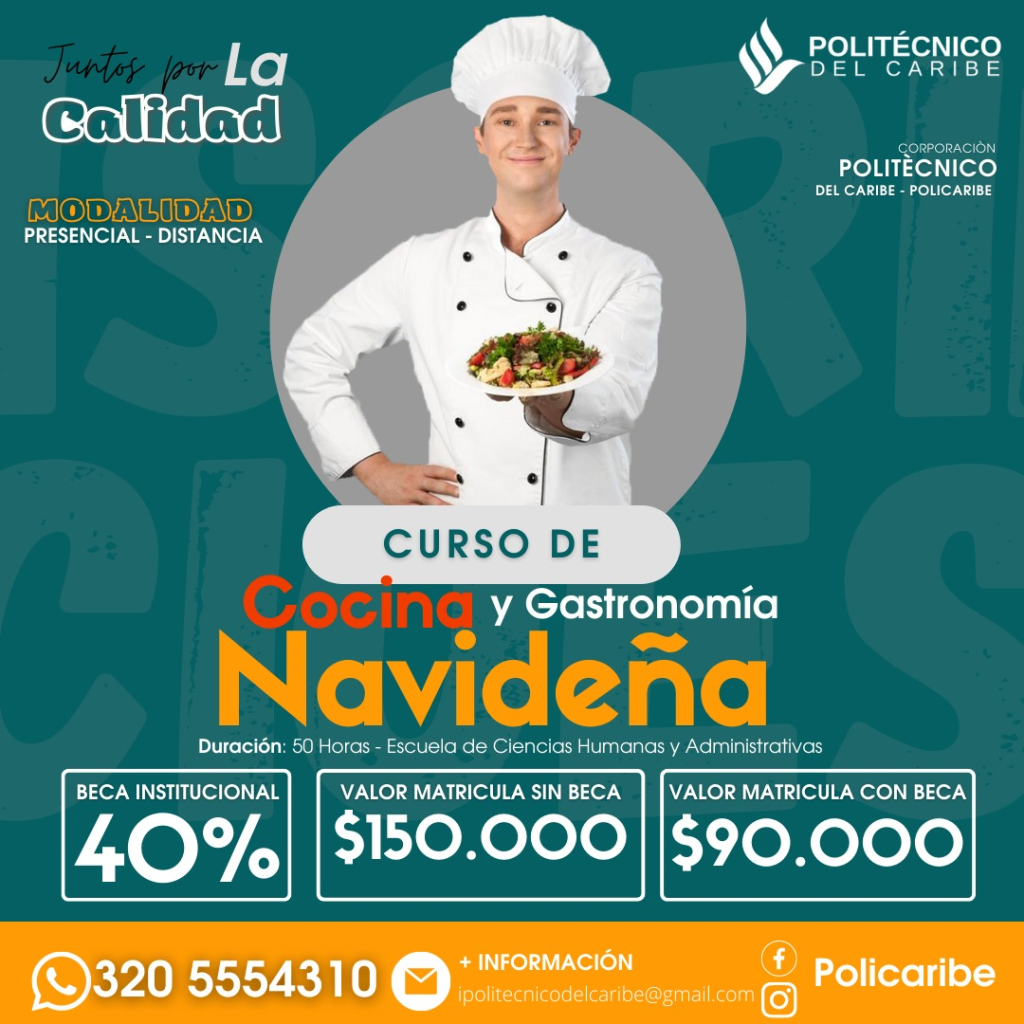 Juntos por La
Calidad
POLITÉCNICO
DEL CARIBE
CORPORACIÒN
POLITÈCNICO
DEL CARIBE - POLICARIBE
MODALIDAD
PRESENCIAL - DISTANCIA
CURSO DE
Cocina y Gastronomía
Navideña
Duración: 50 Horas - Escuela de Ciencias Humanas y Administrativas
BECA INSTITUCIONAL
40%
VALOR MATRICULA SIN BECA
$150.000
VALOR MATRICULA CON BECA
$90.000
320 5554310
+ INFORMACIÓN
ipolitecnicodelcaribe@gmail.com
Policaribe